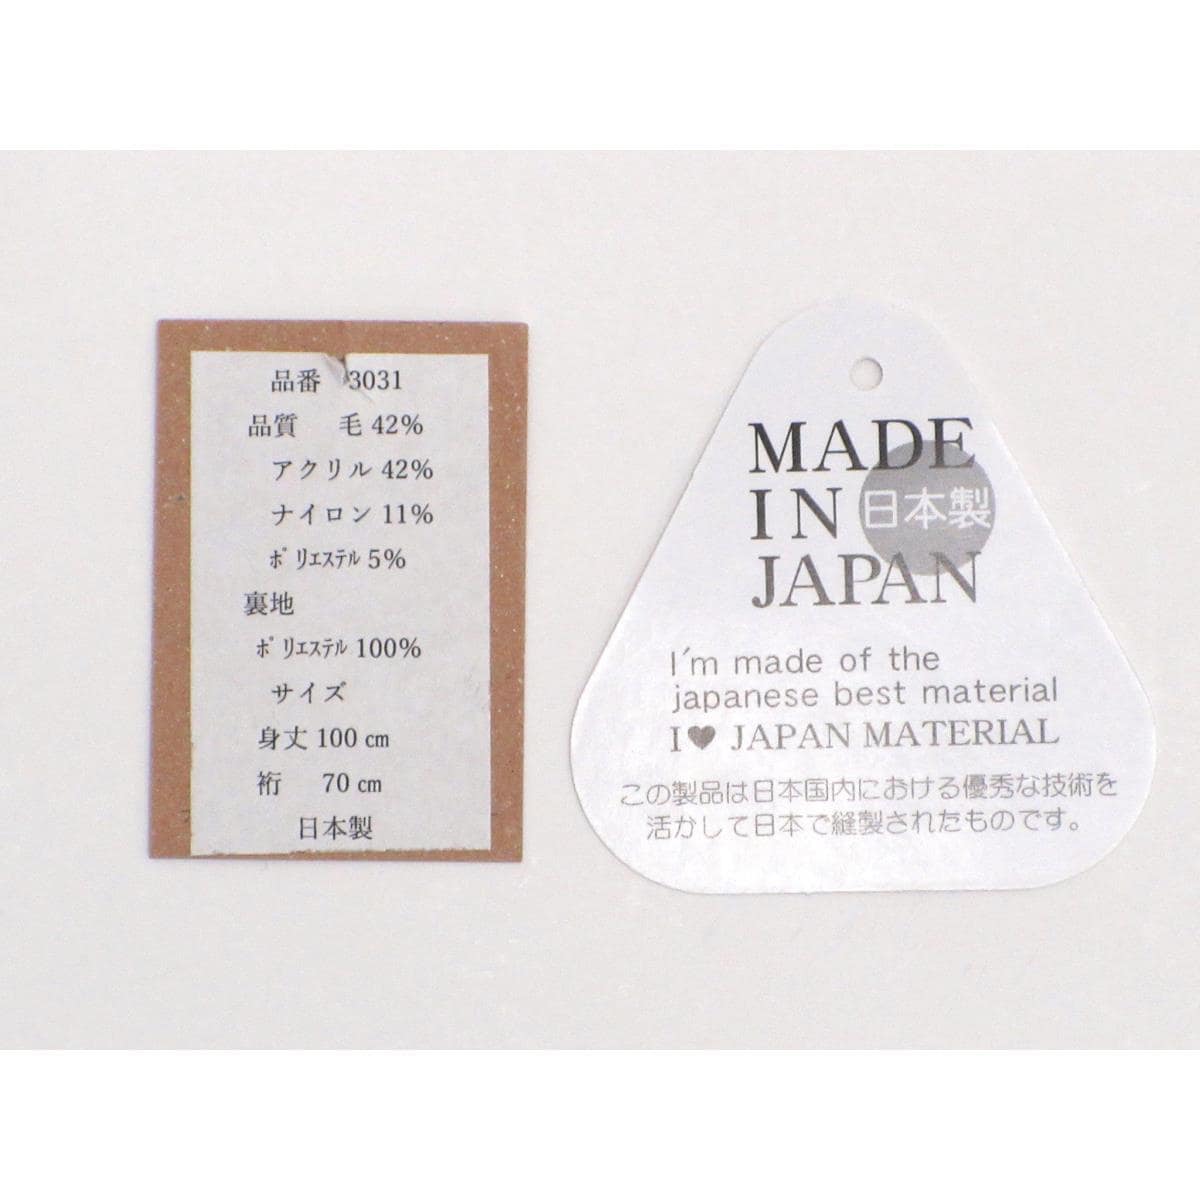 品番 3031
品質 毛 42%
アクリル 42%
ナイロン 11%
ポリエステル 5%
裏地
ポリエステル 100%
サイズ
身丈 100 cm
裄 70 cm
日本製
MADE
IN 日本製
JAPAN
I'm made of the
japanese best material
I♥ JAPAN MATERIAL
この製品は日本国内における優秀な技術を
活かして日本で縫製されたものです。